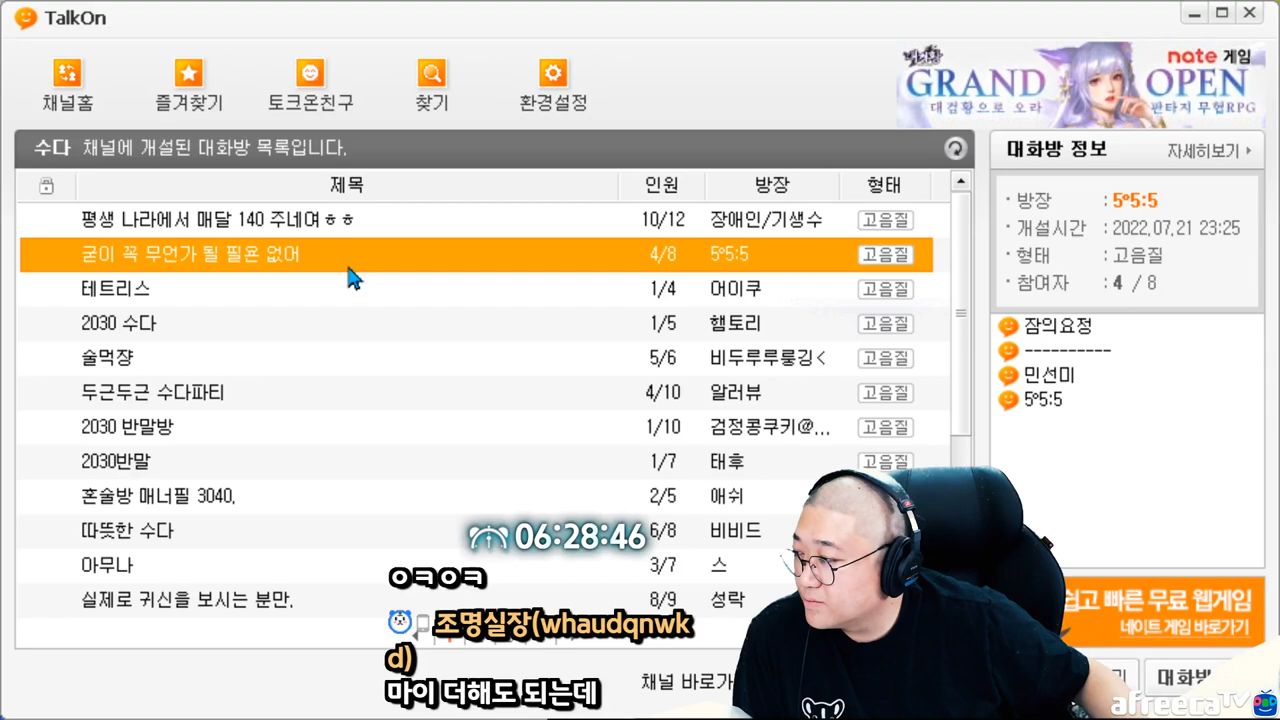 TalkOn
채널홈
즐겨찾기
토크온친구
찾기
환경설정
nate 게임
GRAND OPEN
대검황으로 오라
판타지 무협RPG
수다 채널에 개설된 대화방 목록입니다.
제목 인원 방장 형태
평생 나라에서 매달 140 주네여ㅎㅎ 10/12 장애인/기생수 고음질
굳이 꼭 무언가 될 필욘 없어 4/8 5º5:5 고음질
테트리스 1/4 어이쿠 고음질
2030 수다 1/5 햄토리 고음질
술먹쟝 5/6 비두루루룽깅< 고음질
두근두근 수다파티 4/10 알러뷰 고음질
2030 반말방 1/10 검정콩쿠키@... 고음질
2030반말 1/7 태후 고음질
혼술방 매너필 3040. 2/5 애쉬
따뜻한 수다 6/8 비비드
아무나 3/7 스
실제로 귀신을 보시는 분만. 8/9 성락
대화방 정보 자세히보기
· 방장 : 5º5:5
· 개설시간 : 2022.07.21 23:25
· 형태 : 고음질
· 참여자 : 4 / 8
잠의요정
----------
민선미
5º5:5
06:28:46
ㅇㅋㅇㅋ
조명실장(whaudqnwk
d)
마이 더해도 되는데
쉽고 빠른 무료 웹게임
네이트 게임 바로가기
채널 바로가
대화방
afreecaTV